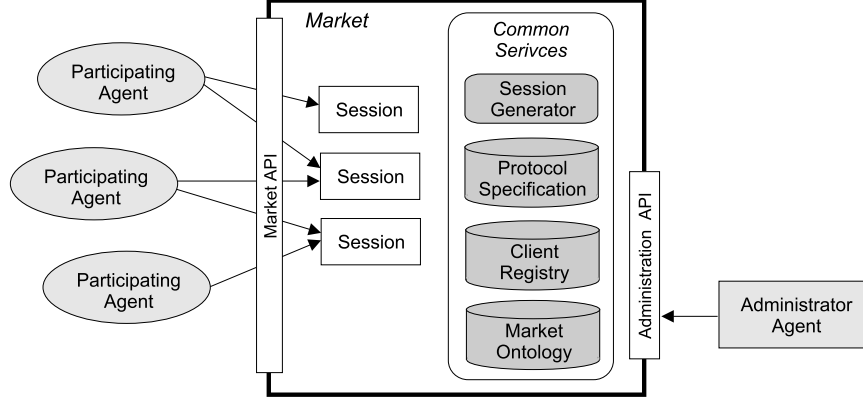 Market
Common
Serivces
Participating
Agent
Session
Generator
Session
Protocol
Specification
Participating
Agent
Session
Market API
Administration API
Session
Client
Registry
Participating
Agent
Administrator
Agent
Market
Ontology